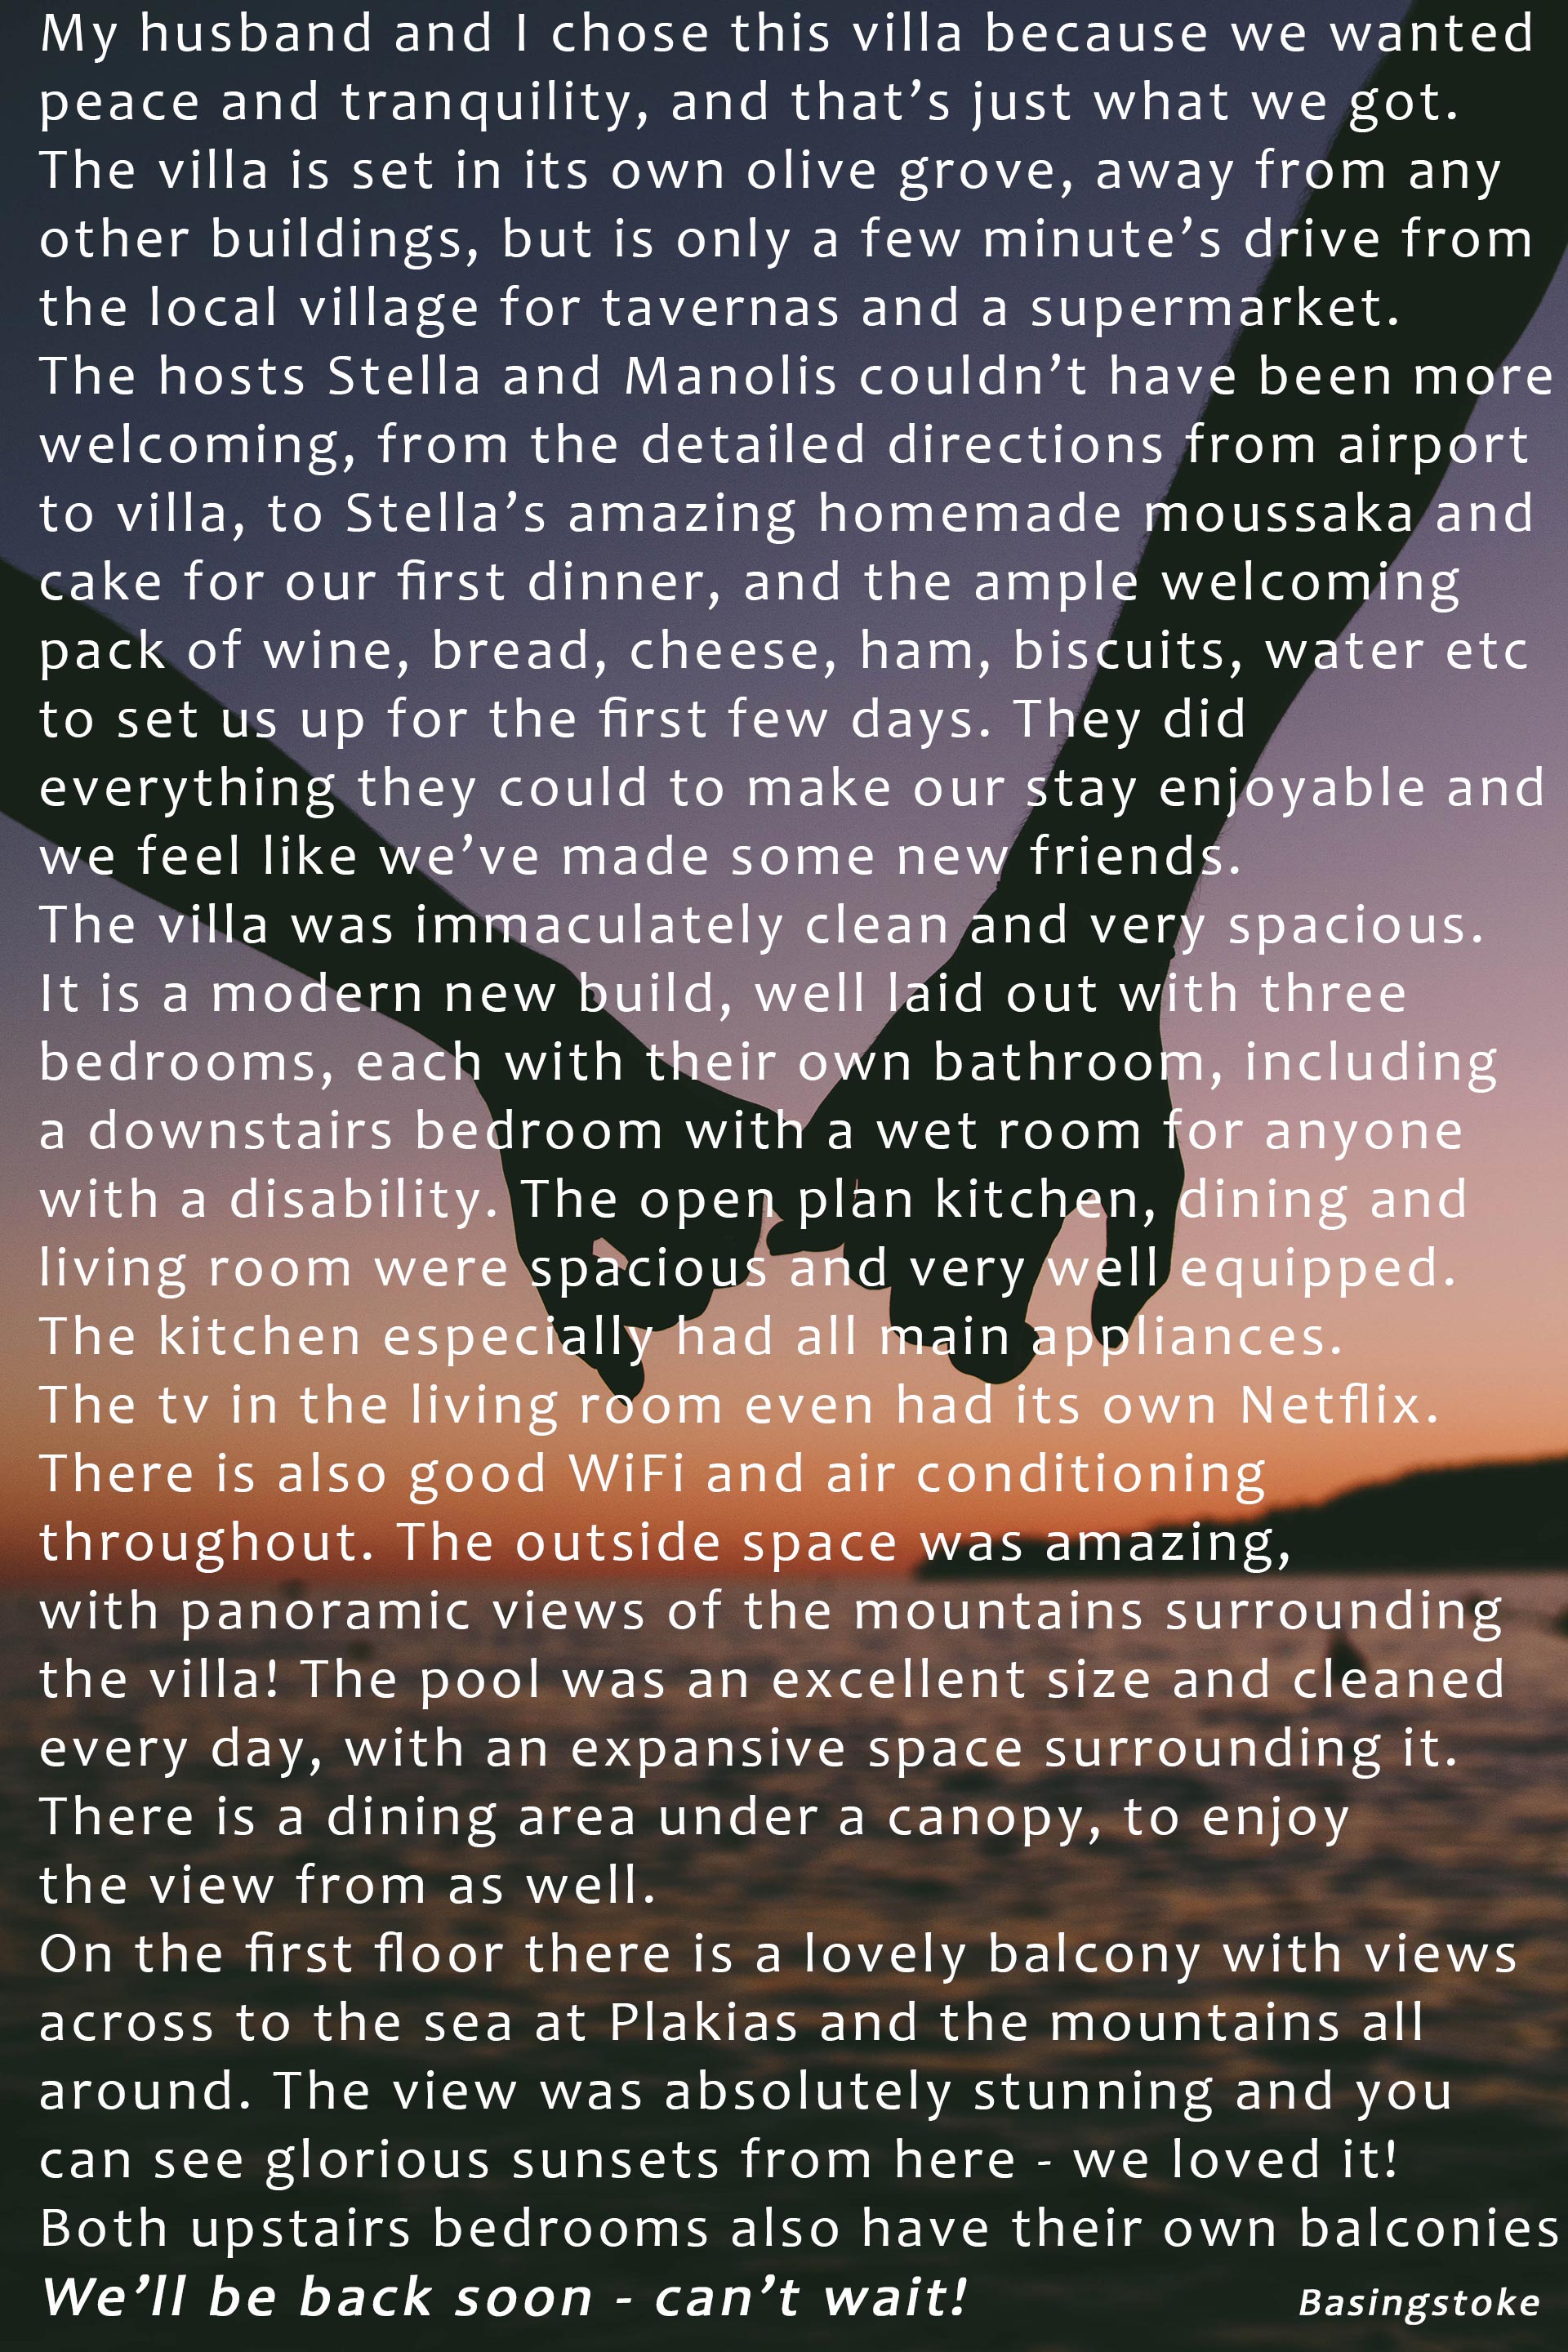 My husband and I chose this villa because we wanted
peace and tranquility, and that’s just what we got.
The villa is set in its own olive grove, away from any
other buildings, but is only a few minute’s drive from
the local village for tavernas and a supermarket.
The hosts Stella and Manolis couldn’t have been more
welcoming, from the detailed directions from airport
to villa, to Stella’s amazing homemade moussaka and
cake for our first dinner, and the ample welcoming
pack of wine, bread, cheese, ham, biscuits, water etc
to set us up for the first few days. They did
everything they could to make our stay enjoyable and
we feel like we’ve made some new friends.
The villa was immaculately clean and very spacious.
It is a modern new build, well laid out with three
bedrooms, each with their own bathroom, including
a downstairs bedroom with a wet room for anyone
with a disability. The open plan kitchen, dining and
living room were spacious and very well equipped.
The kitchen especially had all main appliances.
The tv in the living room even had its own Netflix.
There is also good WiFi and air conditioning
throughout. The outside space was amazing,
with panoramic views of the mountains surrounding
the villa! The pool was an excellent size and cleaned
every day, with an expansive space surrounding it.
There is a dining area under a canopy, to enjoy
the view from as well.
On the first floor there is a lovely balcony with views
across to the sea at Plakias and the mountains all
around. The view was absolutely stunning and you
can see glorious sunsets from here - we loved it!
Both upstairs bedrooms also have their own balconies
We’ll be back soon - can’t wait! Basingstoke